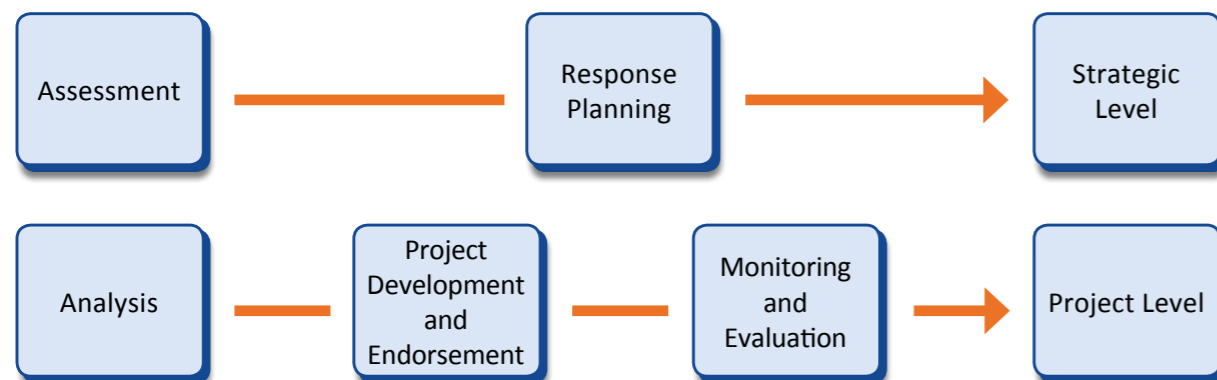 Assessment
Response
Planning
Strategic
Level
Analysis
Project
Development
and
Endorsement
Monitoring
and
Evaluation
Project Level